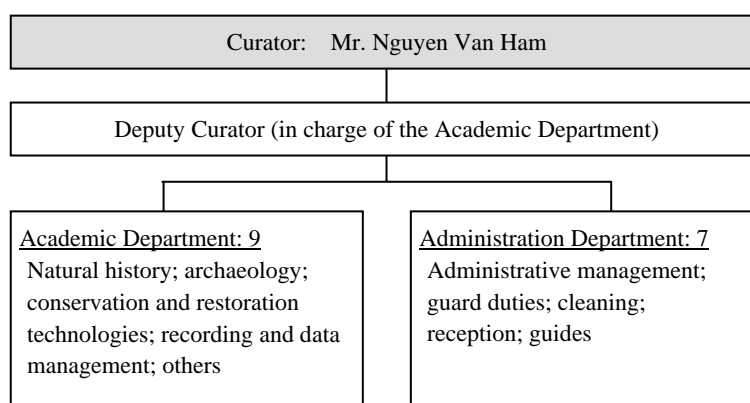 Curator: Mr. Nguyen Van Ham
Deputy Curator (in charge of the Academic Department)
Academic Department: 9
Natural history; archaeology;
conservation and restoration
technologies; recording and data
management; others
Administration Department: 7
Administrative management;
guard duties; cleaning;
reception; guides